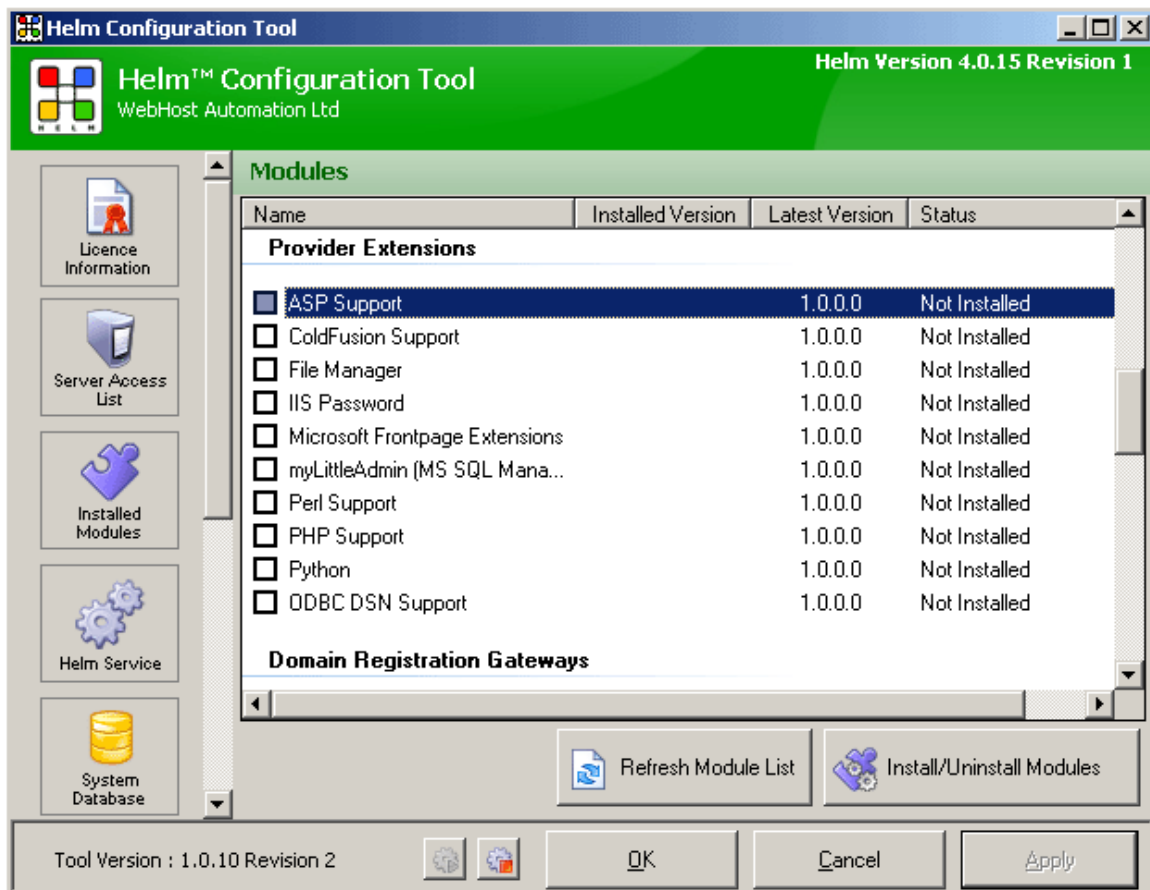 Helm Configuration Tool
Helm™ Configuration Tool
WebHost Automation Ltd
Helm Version 4.0.15 Revision 1
HELM
Licence
Information
Server Access
List
Installed
Modules
Helm Service
System
Database
Modules
Name Installed Version Latest Version Status
Provider Extensions
ASP Support 1.0.0.0 Not Installed
ColdFusion Support 1.0.0.0 Not Installed
File Manager 1.0.0.0 Not Installed
IIS Password 1.0.0.0 Not Installed
Microsoft Frontpage Extensions 1.0.0.0 Not Installed
myLittleAdmin (MS SQL Mana... 1.0.0.0 Not Installed
Perl Support 1.0.0.0 Not Installed
PHP Support 1.0.0.0 Not Installed
Python 1.0.0.0 Not Installed
ODBC DSN Support 1.0.0.0 Not Installed
Domain Registration Gateways
Refresh Module List Install/Uninstall Modules
Tool Version : 1.0.10 Revision 2 OK Cancel Apply